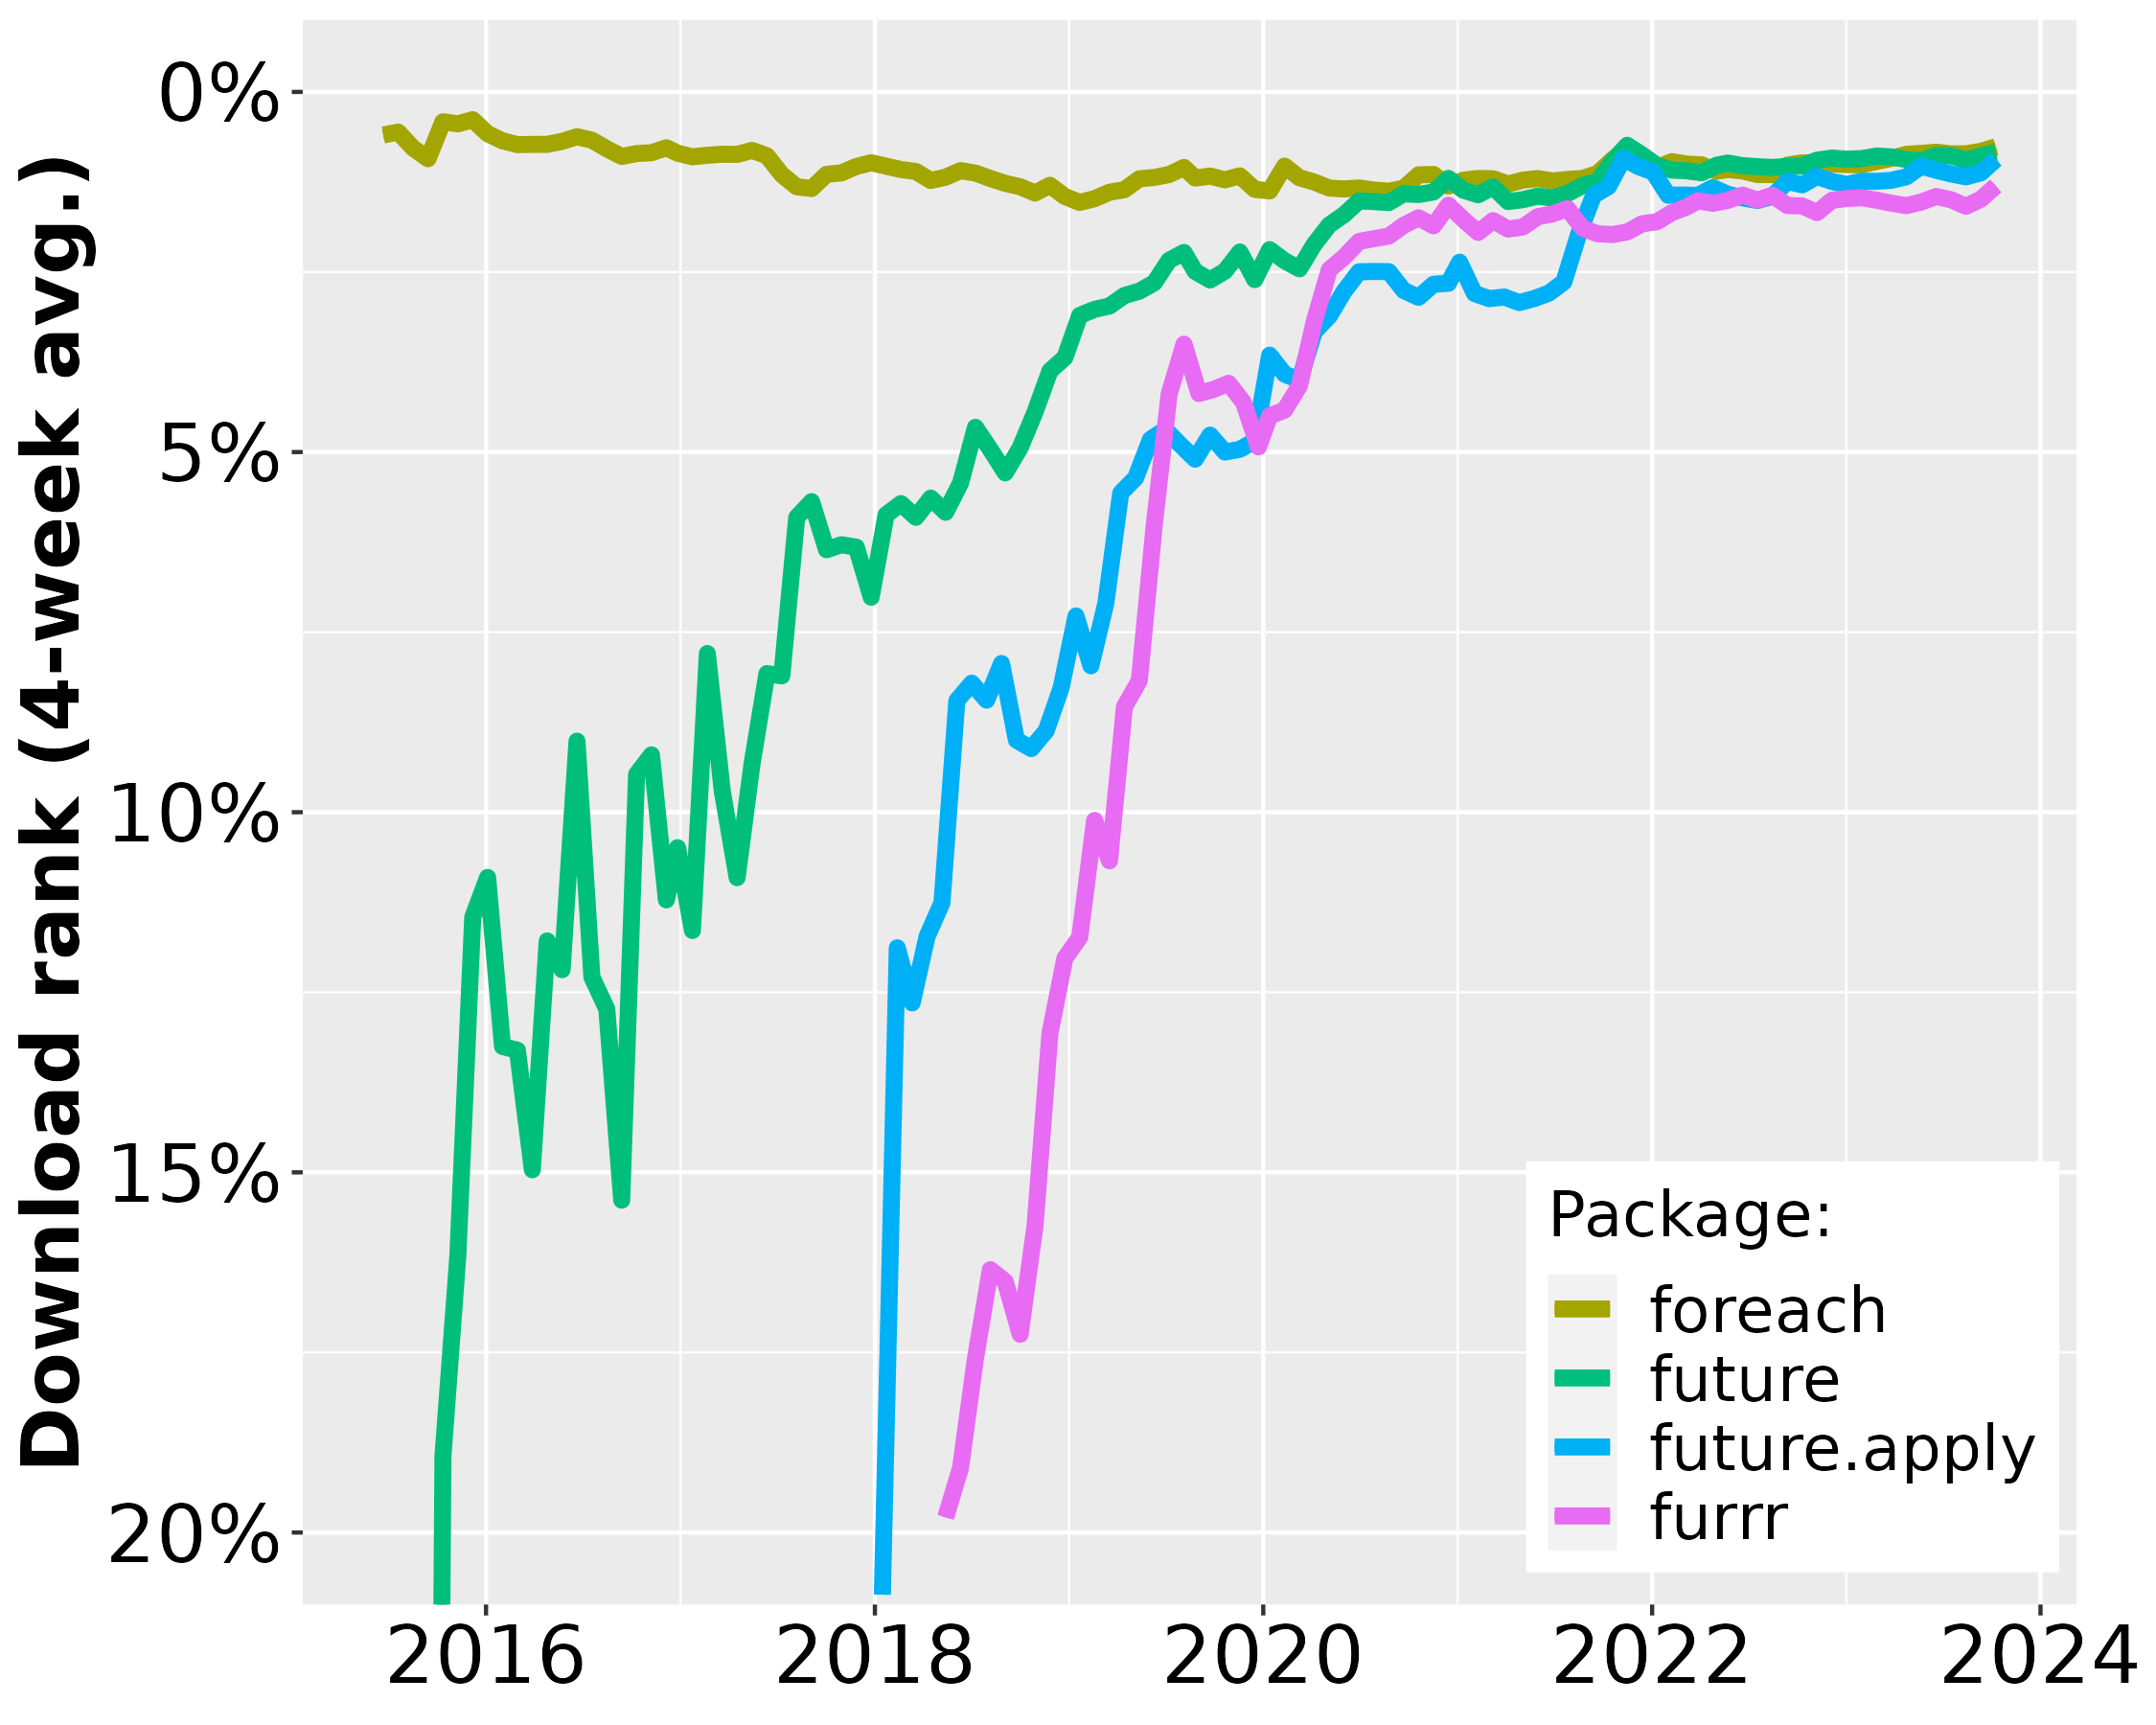 Download rank (4-week avg.)
0%
5%
10%
15%
20%
2016
2018
2020
2022
2024
Package:
foreach
future
future.apply
furrr